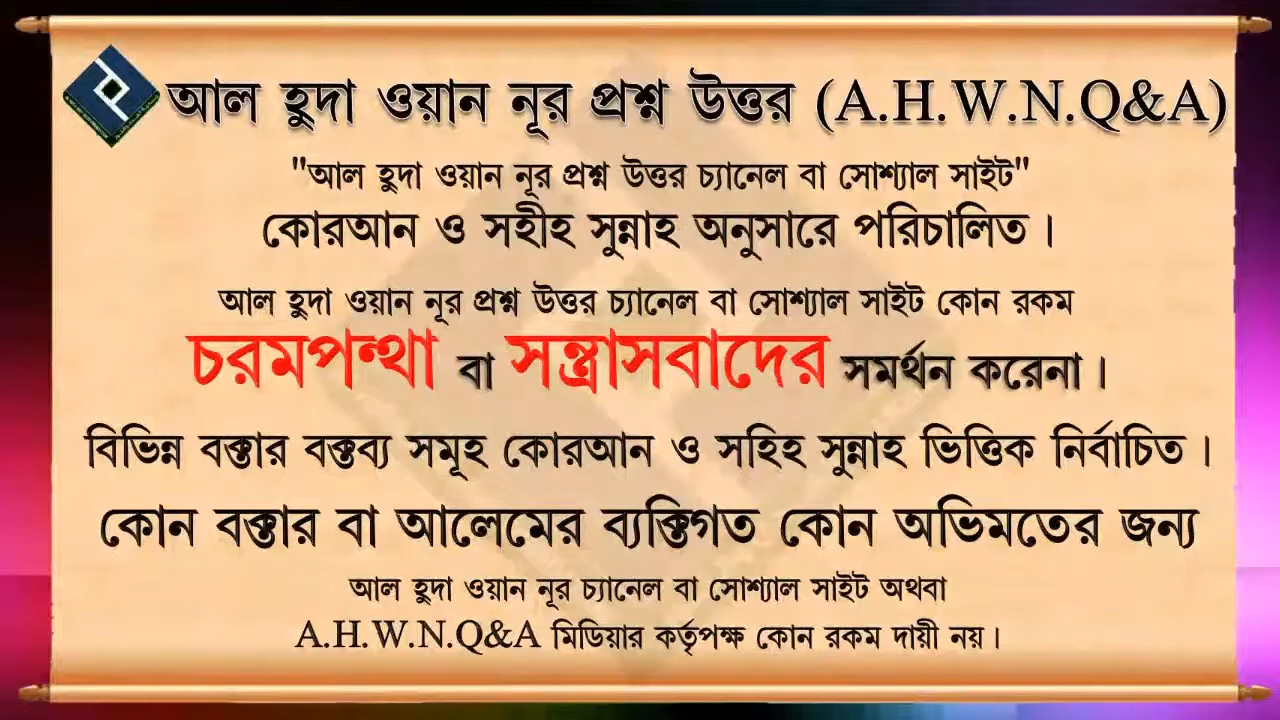 আল হুদা ওয়ান নূর প্রশ্ন উত্তর (A.H.W.N.Q&A)
"আল হুদা ওয়ান নূর প্রশ্ন উত্তর চ্যানেল বা সোশ্যাল সাইট"
কোরআন ও সহীহ সুন্নাহ অনুসারে পরিচালিত।
আল হুদা ওয়ান নূর প্রশ্ন উত্তর চ্যানেল বা সোশ্যাল সাইট কোন রকম
চরমপন্থা বা সন্ত্রাসবাদের সমর্থন করেনা।
বিভিন্ন বক্তার বক্তব্য সমূহ কোরআন ও সহিহ সুন্নাহ ভিত্তিক নির্বাচিত।
কোন বক্তার বা আলেমের ব্যক্তিগত কোন অভিমতের জন্য
আল হুদা ওয়ান নূর চ্যানেল বা সোশ্যাল সাইট অথবা
A.H.W.N.Q&A মিডিয়ার কর্তৃপক্ষ কোন রকম দায়ী নয়।